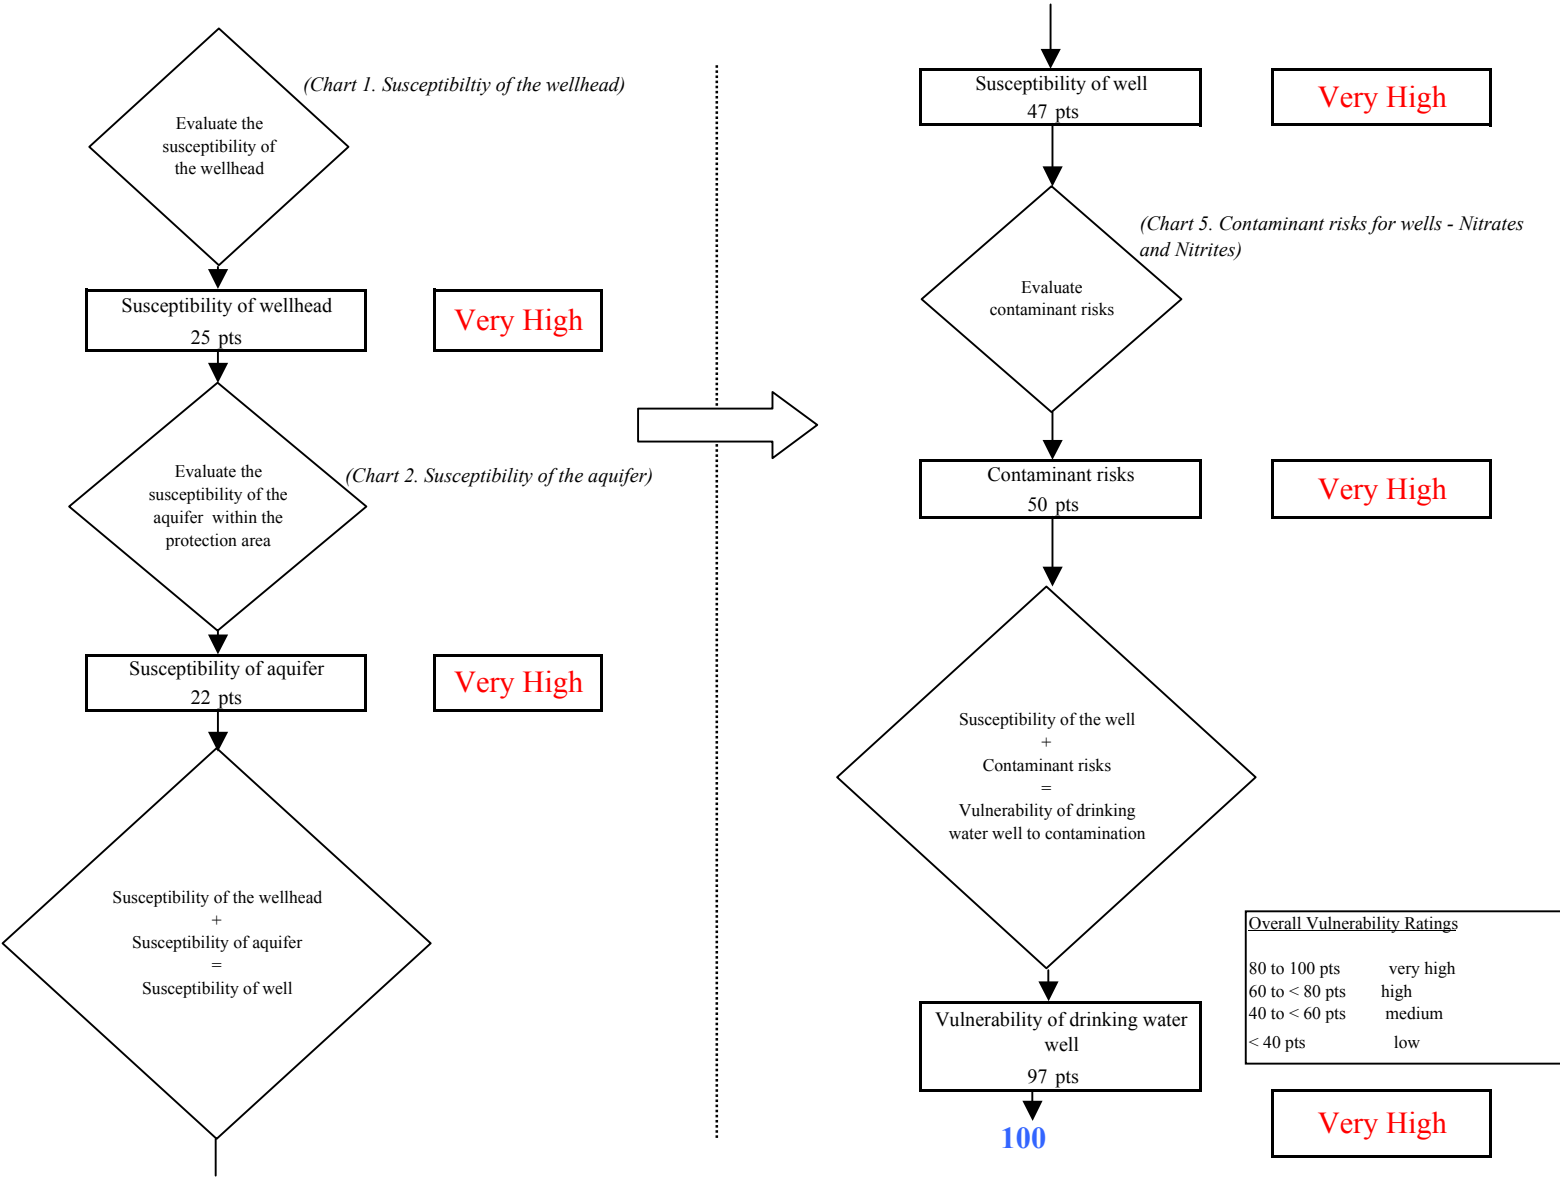 (Chart 1. Susceptibiltiy of the wellhead)
Evaluate the
susceptibility of
the wellhead
Susceptibility of wellhead
25 pts
Very High
Evaluate the
susceptibility of the
aquifer within the
protection area
(Chart 2. Susceptibility of the aquifer)
Susceptibility of aquifer
22 pts
Very High
Susceptibility of the wellhead
+
Susceptibility of aquifer
=
Susceptibility of well
Susceptibility of well
47 pts
Very High
(Chart 5. Contaminant risks for wells - Nitrates
and Nitrites)
Evaluate
contaminant risks
Contaminant risks
50 pts
Very High
Susceptibility of the well
+
Contaminant risks
=
Vulnerability of drinking
water well to contamination
Overall Vulnerability Ratings
80 to 100 pts very high
60 to < 80 pts high
40 to < 60 pts medium
< 40 pts low
Vulnerability of drinking water
well
97 pts
100
Very High